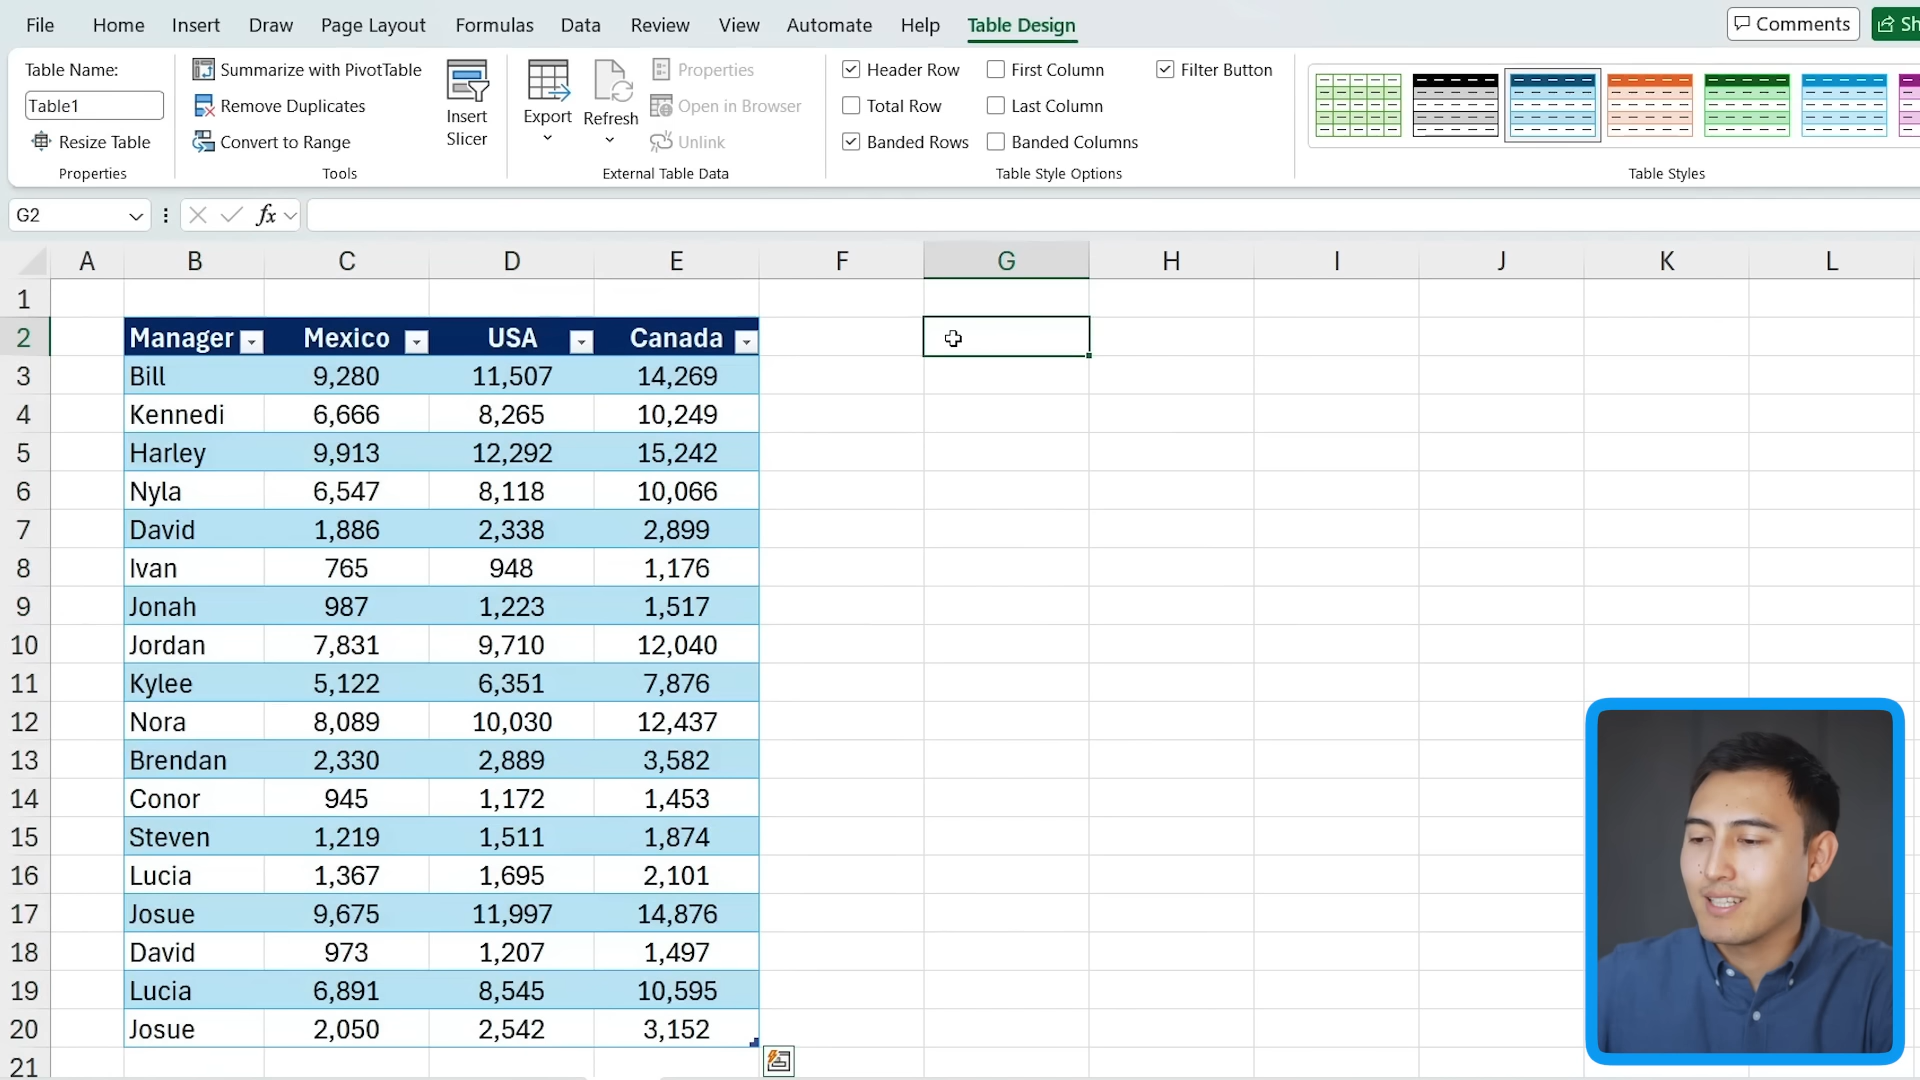 File Home Insert Draw Page Layout Formulas Data Review View Automate Help Table Design Comments Sh
Table Name:
Table1
Resize Table
Properties
Summarize with PivotTable
Remove Duplicates
Convert to Range
Tools
Insert
Slicer
Export
Refresh
Properties
Open in Browser
Unlink
External Table Data
Header Row
Total Row
Banded Rows
First Column
Last Column
Banded Columns
Filter Button
Table Style Options
Table Styles
G2 fx
A B C D E F G H I J K L
1
2 Manager Mexico USA Canada
3 Bill 9,280 11,507 14,269
4 Kennedi 6,666 8,265 10,249
5 Harley 9,913 12,292 15,242
6 Nyla 6,547 8,118 10,066
7 David 1,886 2,338 2,899
8 Ivan 765 948 1,176
9 Jonah 987 1,223 1,517
10 Jordan 7,831 9,710 12,040
11 Kylee 5,122 6,351 7,876
12 Nora 8,089 10,030 12,437
13 Brendan 2,330 2,889 3,582
14 Conor 945 1,172 1,453
15 Steven 1,219 1,511 1,874
16 Lucia 1,367 1,695 2,101
17 Josue 9,675 11,997 14,876
18 David 973 1,207 1,497
19 Lucia 6,891 8,545 10,595
20 Josue 2,050 2,542 3,152
21